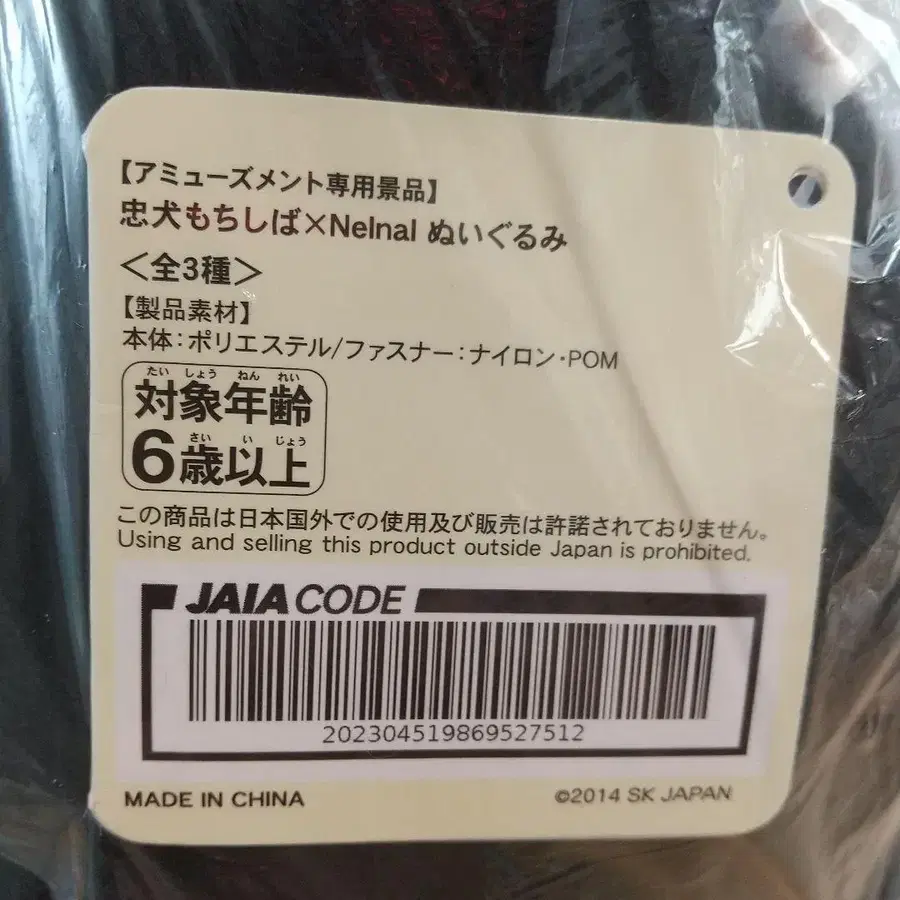 【アミューズメント専用景品】
忠犬もちしば×Nelnal ぬいぐるみ
＜全3種＞
【製品素材】
本体：ポリエステル/ファスナー：ナイロン・POM
たい しょう ねん れい
対象年齢
さい い じょう
6歳以上
この商品は日本国外での使用及び販売は許諾されておりません。
Using and selling this product outside Japan is prohibited.
JAIA CODE
202304519869527512
MADE IN CHINA
©2014 SK JAPAN